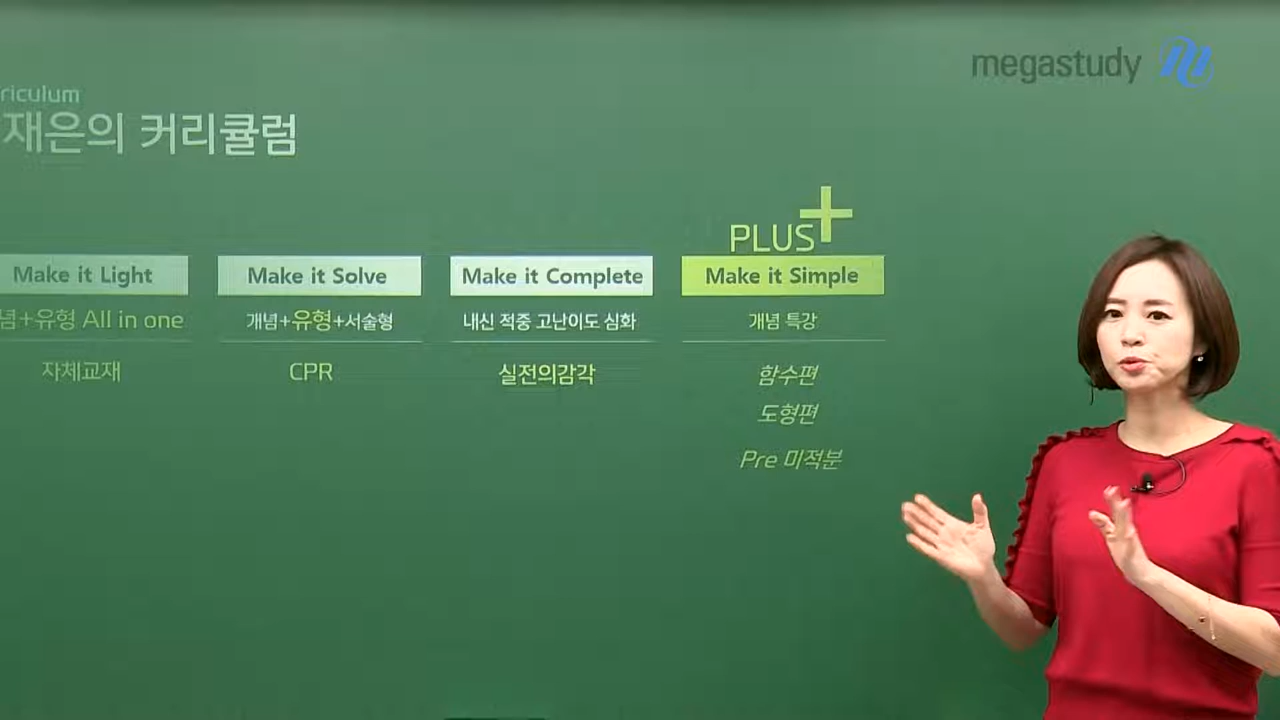 megastudy
riculum
재은의 커리큘럼
PLUS+
Make it Light
Make it Solve
Make it Complete
Make it Simple
념+유형 All in one
개념+유형+서술형
내신 적중 고난이도 심화
개념 특강
자체교재
CPR
실전의감각
함수편
도형편
Pre 미적분